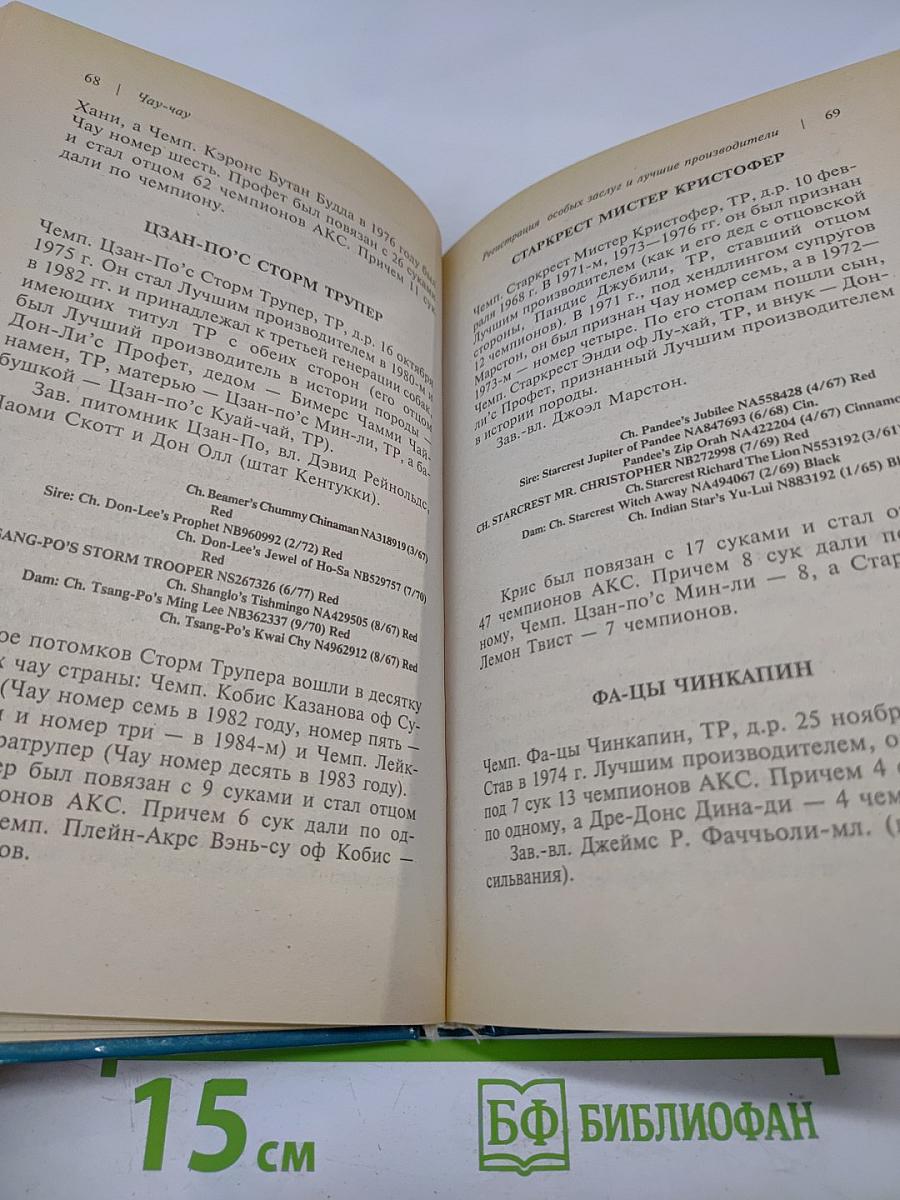 68 | Чау-чау
Хани, а Чемп. Кэронс Бутан Будда в 1976 году был
Чау номер шесть. Профет был повязан с 26 суками
и стал отцом 62 чемпионов АКС. Причем 11 сук
дали по чемпиону.
ЦЗАН-ПО'С СТОРМ ТРУПЕР
Чемп. Цзан-По'с Сторм Трупер, ТР, д.р. 16 октября
1975 г. Он стал Лучшим производителем в 1980-м и
в 1982 гг. и принадлежал к третьей генерации собак,
имеющих титул ТР с обеих сторон (его отцом
был Лучший производитель в истории породы —
Дон-Ли'с Профет, дедом — Бимерс Чамми Чай-
намен, ТР, матерью — Цзан-по'с Мин-ли, ТР, а ба-
бушкой — Цзан-по'с Куай-чай, ТР).
Зав. питомник Цзан-По, вл. Дэвид Рейнольдс,
Наоми Скотт и Дон Олл (штат Кентукки).
Ch. Beamer's Chummy Chinaman NA318919 (3/67)
Red
Sire: Ch. Don-Lee's Prophet NB960992 (2/72) Red
Ch. Don-Lee's Jewel of Ho-Sa NB529757 (7/70)
Red
SANG-PO'S STORM TROOPER NS267326 (6/77) Red
Ch. Shanglo's Tishmingo NA429505 (8/67) Red
Dam: Ch. Tsang-Po's Ming Lee NB362337 (9/70) Red
Ch. Tsang-Po's Kwai Chy N4962912 (8/67) Red
ое потомков Сторм Трупера вошли в десятку
х чау страны: Чемп. Кобис Казанова оф Су-
(Чау номер семь в 1982 году, номер пять —
и и номер три — в 1984-м) и Чемп. Лейк-
ратрупер (Чау номер десять в 1983 году).
ер был повязан с 9 суками и стал отцом
онов АКС. Причем 6 сук дали по од-
емп. Плейн-Акрс Вэнь-су оф Кобис —
ов.
Регистрация особых заслуг и лучшие производители | 69
СТАРКРЕСТ МИСТЕР КРИСТОФЕР
Чемп. Старкрест Мистер Кристофер, ТР, д.р. 10 фев-
раля 1968 г. В 1971-м, 1973—1976 гг. он был признан
Лучшим производителем (как и его дед с отцовской
стороны, Пандис Джубили, ТР, ставший отцом
12 чемпионов). В 971 г., под хендлингом супругов
Марстон, он был признан Чау номер семь, а в 1972—
1973-м — номер четыре. По его стопам пошли сын,
Чемп. Старкрест Энди оф Лу-хай, ТР, и внук — Дон-
ли'с Профет, признанный Лучшим производителем
в истории породы.
Зав.-вл. Джоэл Марстон.
Ch. Pandee's Jubilee NA558428 (4/67) Red
Sire: Starcrest Jupiter of Pandee NA847693 (6/68) Cin.
Pandee's Zip Orah NA422204 (4/67) Cinnamo
CH. STARCREST MR. CHRISTOPHER NB272998 (7/69) Red
Ch. Starcrest Richard The Lion N553192 (3/61)
Dam: Ch. Starcrest Witch Away NA494067 (2/69) Black
Ch. Indian Star's Yu-Lui N883192 (1/65) Bl
Крис был повязан с 17 суками и стал от
47 чемпионов АКС. Причем 8 сук дали по
ному, Чемп. Цзан-по'с Мин-ли — 8, а Стар
Лемон Твист — 7 чемпионов.
ФА-ЦЫ ЧИНКАПИН
Чемп. Фа-цы Чинкапин, ТР, д.р. 25 ноябр
Став в 1974 г. Лучшим производителем, о
под 7 сук 13 чемпионов АКС. Причем 4 с
по одному, а Дре-Донс Дина-ди — 4 чем
Зав.-вл. Джеймс Р. Фаччьоли-мл. (
сильвания).
15 см
БФ БИБЛИОФАН